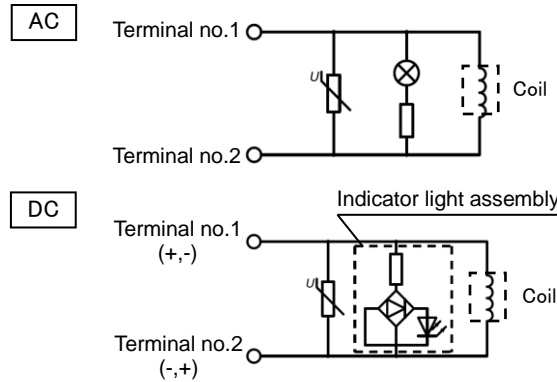 AC
Terminal no.1
U
Coil
Terminal no.2
DC
Indicator light assembly
Terminal no.1
(+,-)
U
Coil
Terminal no.2
(-,+)